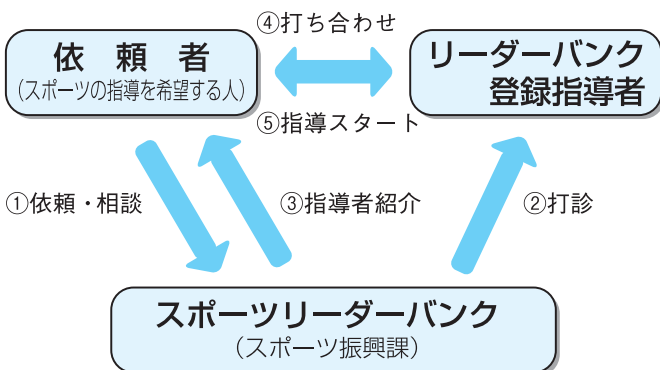 ④打ち合わせ
依頼者
(スポーツの指導を希望する人)
リーダーバンク
登録指導者
⑤指導スタート
①依頼・相談
③指導者紹介
②打診
スポーツリーダーバンク
(スポーツ振興課)